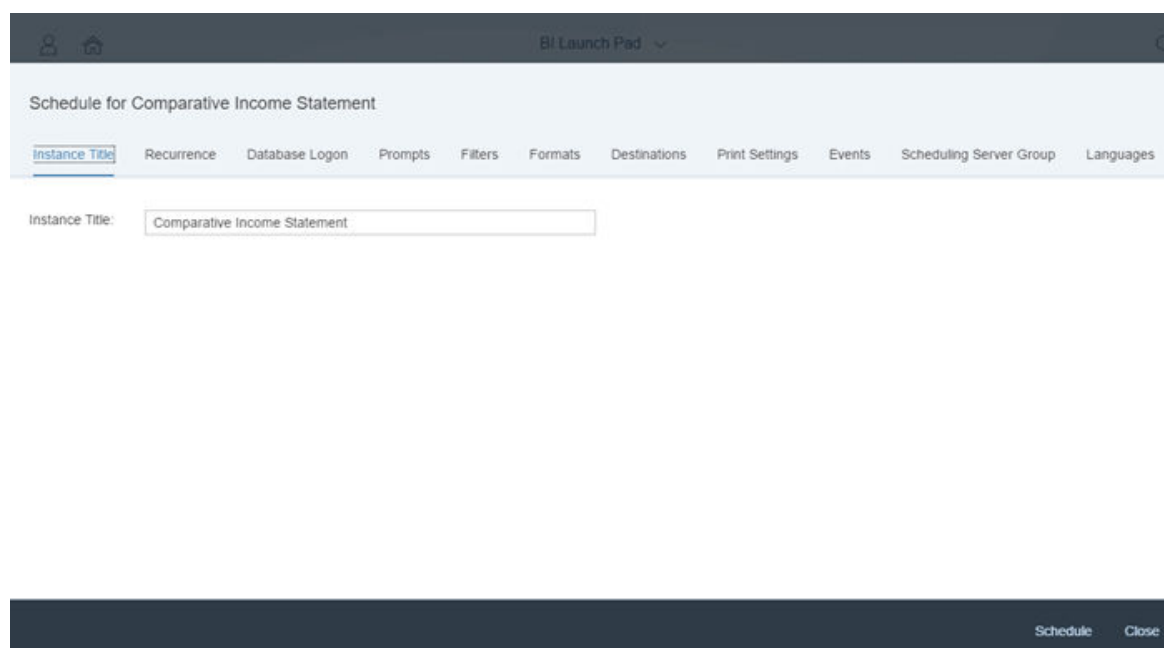 BI Launch Pad
Schedule for Comparative Income Statement
Instance Title Recurrence Database Logon Prompts Filters Formats Destinations Print Settings Events Scheduling Server Group Languages
Instance Title: Comparative Income Statement
Schedule Close